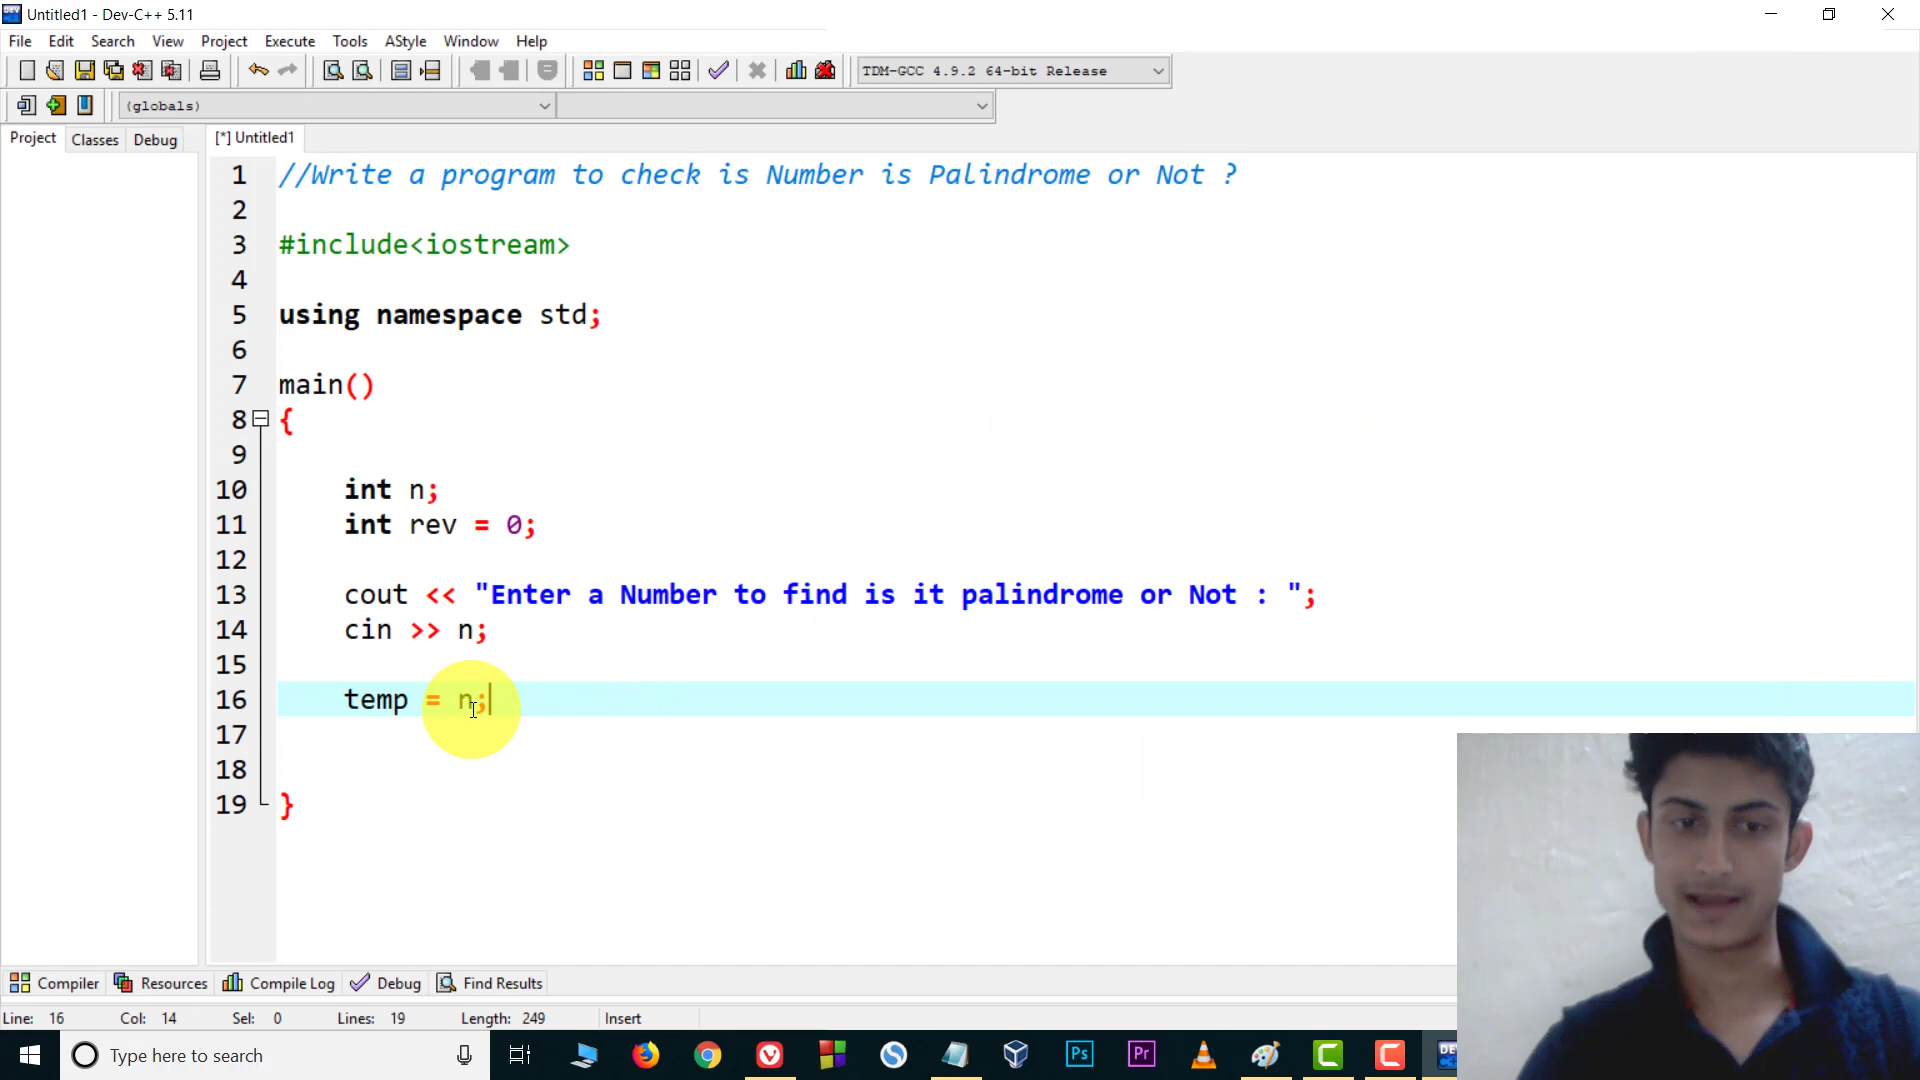 Untitled1 - Dev-C++ 5.11
File Edit Search View Project Execute Tools AStyle Window Help
TDM-GCC 4.9.2 64-bit Release
(globals)
Project Classes Debug [*] Untitled1
1 //Write a program to check is Number is Palindrome or Not ?
2
3 #include<iostream>
4
5 using namespace std;
6
7 main()
8 {
9
10 int n;
11 int rev = 0;
12
13 cout << "Enter a Number to find is it palindrome or Not : ";
14 cin >> n;
15
16 temp = n;
17
18
19 }
Compiler Resources Compile Log Debug Find Results
Line: 16 Col: 14 Sel: 0 Lines: 19 Length: 249 Insert
Type here to search
Ps Pr